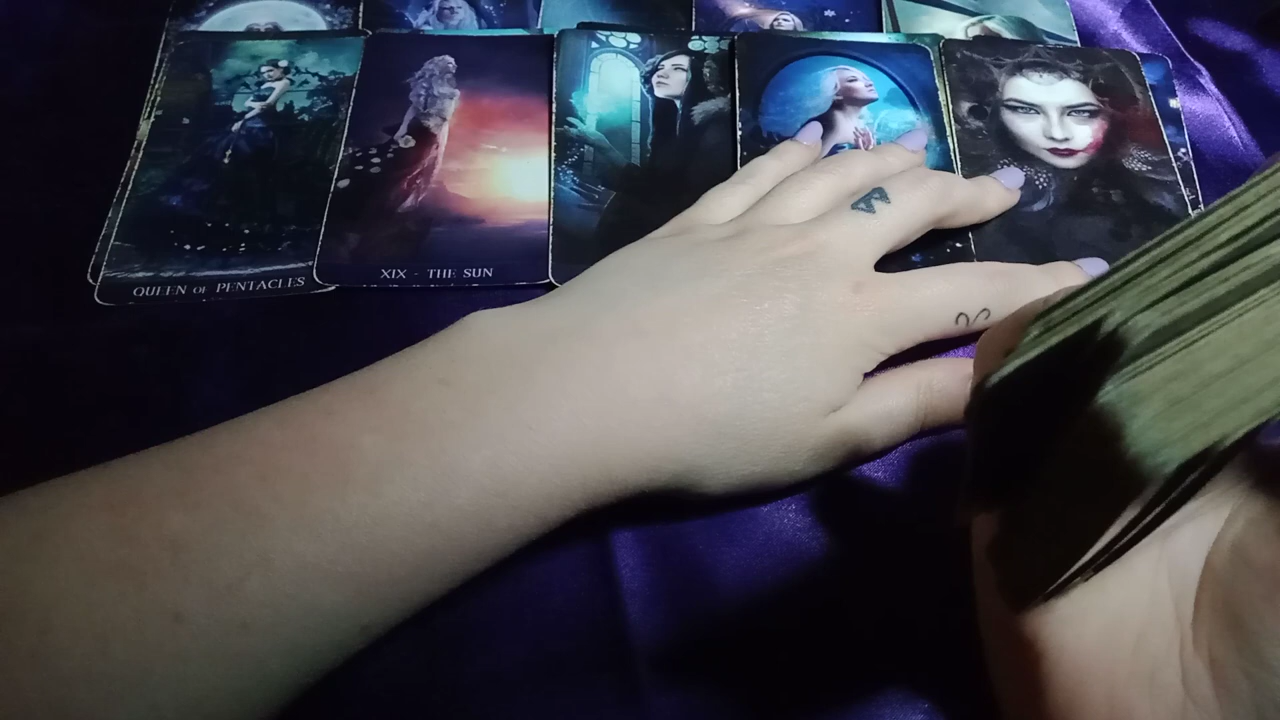 QUEEN OF PENTACLES
XIX - THE SUN